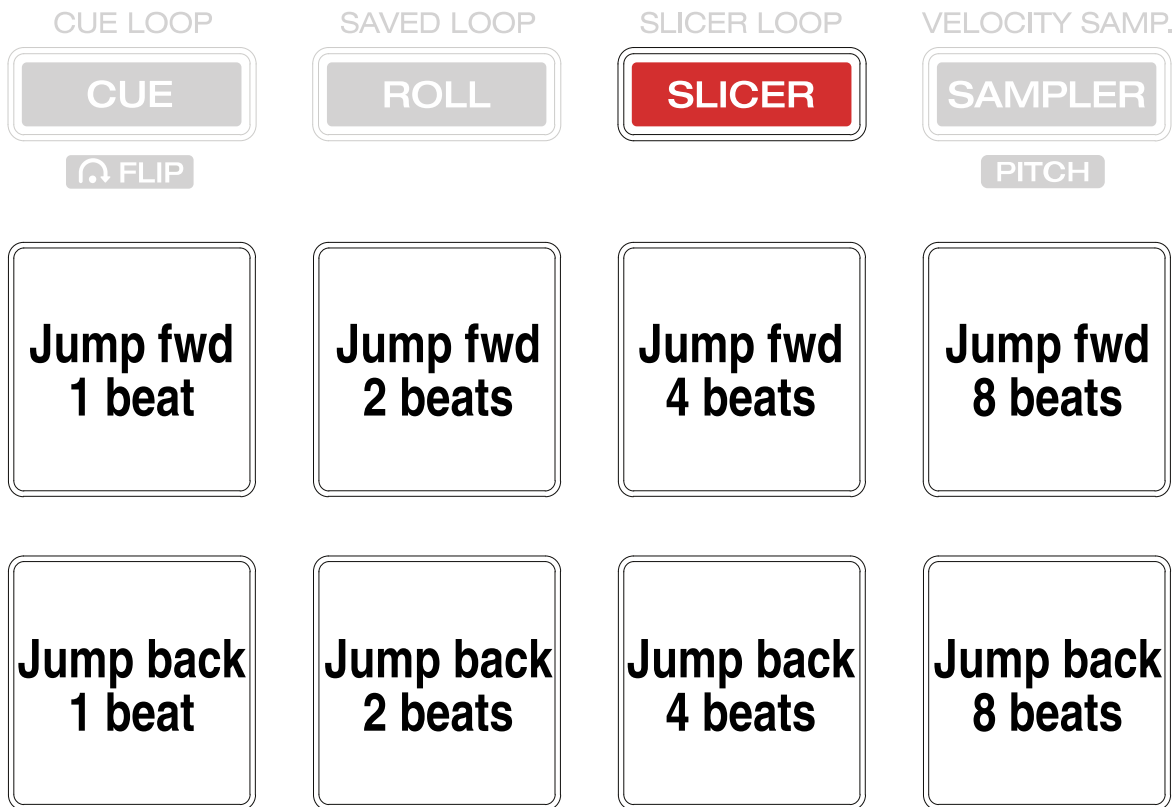 CUE LOOP SAVED LOOP SLICER LOOP VELOCITY SAMP.
CUE ROLL SLICER SAMPLER
FLIP PITCH
Jump fwd Jump fwd Jump fwd Jump fwd
1 beat 2 beats 4 beats 8 beats
Jump back Jump back Jump back Jump back
1 beat 2 beats 4 beats 8 beats